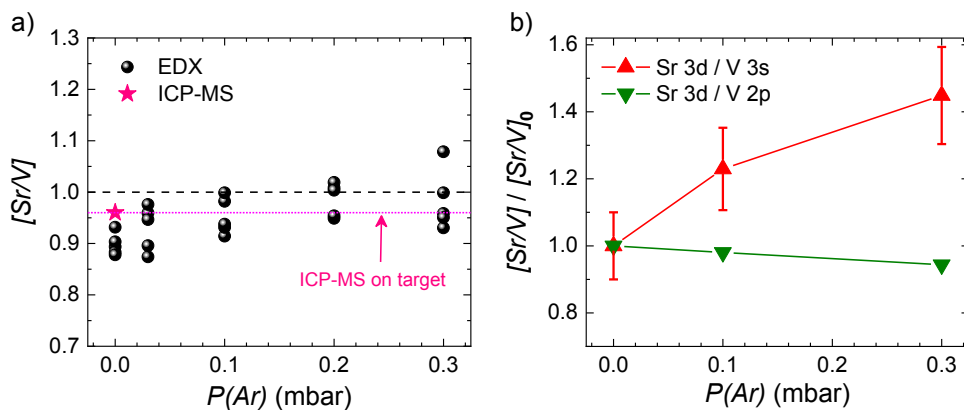 a)
1.3
1.2
1.1
1.0
0.9
0.8
0.7
[Sr/V]
EDX
ICP-MS
ICP-MS on target
0.0 0.1 0.2 0.3
P(Ar) (mbar)
b)
1.6
1.4
1.2
1.0
0.8
[Sr/V] / [Sr/V]₀
Sr 3d / V 3s
Sr 3d / V 2p
0.0 0.1 0.2 0.3
P(Ar) (mbar)